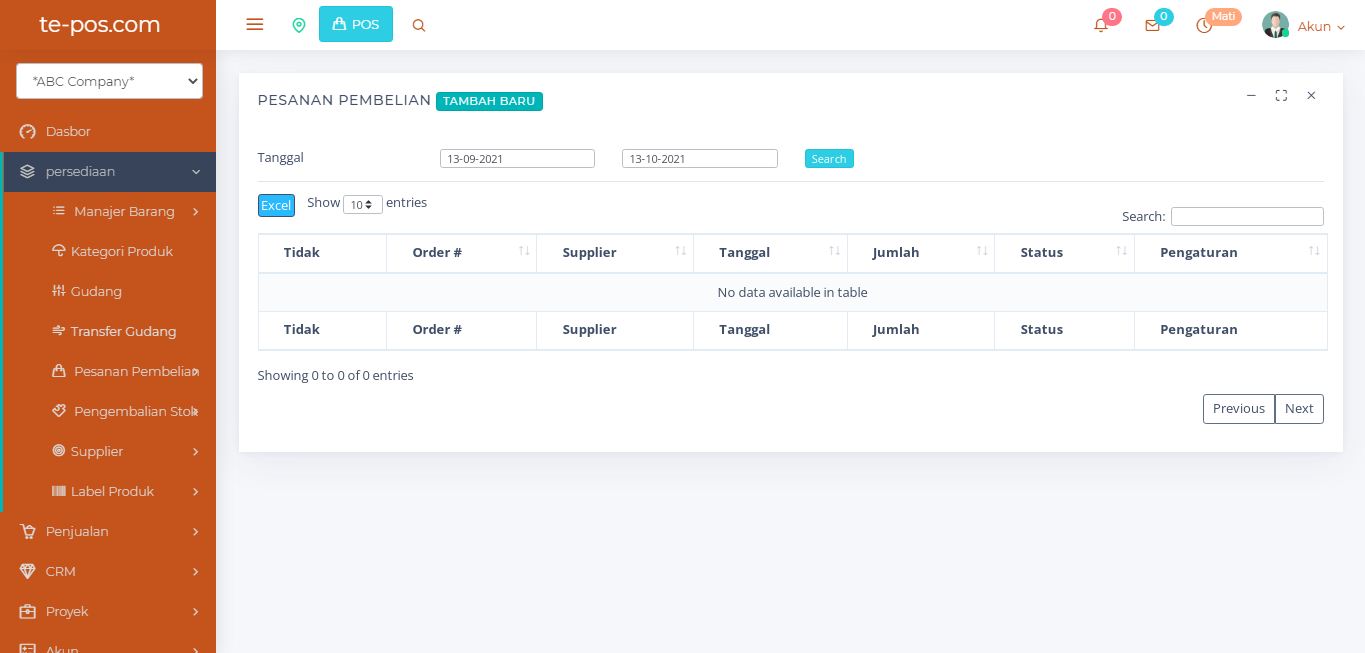 te-pos.com
POS
0
0
Mati
Akun
*ABC Company*
Dasbor
persediaan
Manajer Barang
Kategori Produk
Gudang
Transfer Gudang
Pesanan Pembelian
Pengembalian Stok
Supplier
Label Produk
Penjualan
CRM
Proyek
Akun
PESANAN PEMBELIAN TAMBAH BARU
Tanggal 13-09-2021 13-10-2021 Search
Excel Show 10 entries
Search:
Tidak Order # Supplier Tanggal Jumlah Status Pengaturan
No data available in table
Tidak Order # Supplier Tanggal Jumlah Status Pengaturan
Showing 0 to 0 of 0 entries
Previous Next